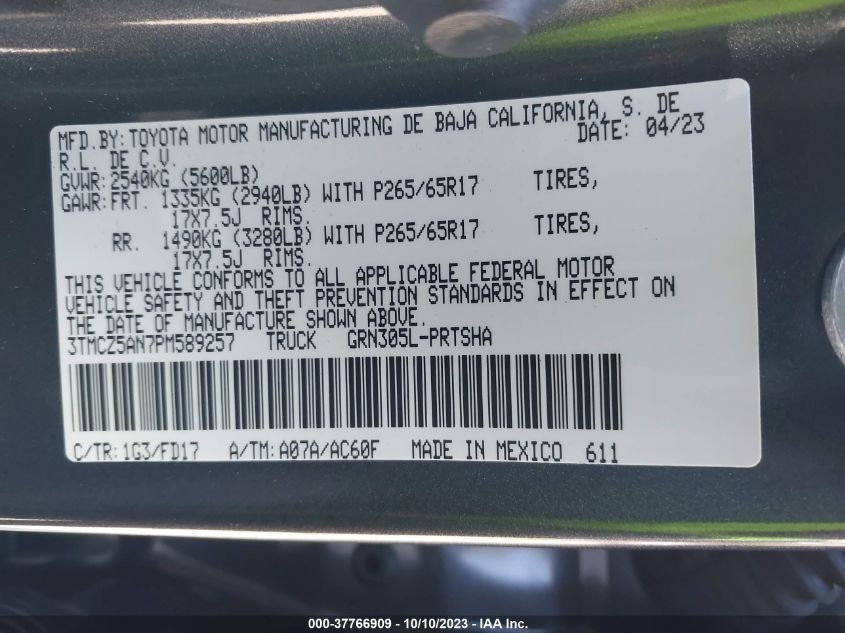 MFD.BY: TOYOTA MOTOR MANUFACTURING DE BAJA CALIFORNIA, S. DE
R.L. DE C.V. DATE: 04/23
GVWR: 2540KG (5600LB)
GAWR: FRT. 1335KG (2940LB) WITH P265/65R17 TIRES,
17X7.5J RIMS.
RR. 1490KG (3280LB) WITH P265/65R17 TIRES,
17X7.5J RIMS.
THIS VEHICLE CONFORMS TO ALL APPLICABLE FEDERAL MOTOR
VEHICLE SAFETY AND THEFT PREVENTION STANDARDS IN EFFECT ON
THE DATE OF MANUFACTURE SHOWN ABOVE.
3TMCZ5AN7PM589257 TRUCK GRN305L-PRTSHA
C/TR: 1G3/FD17 A/TM: A07A/AC60F MADE IN MEXICO 611
000-37766909 - 10/10/2023 - IAA Inc.